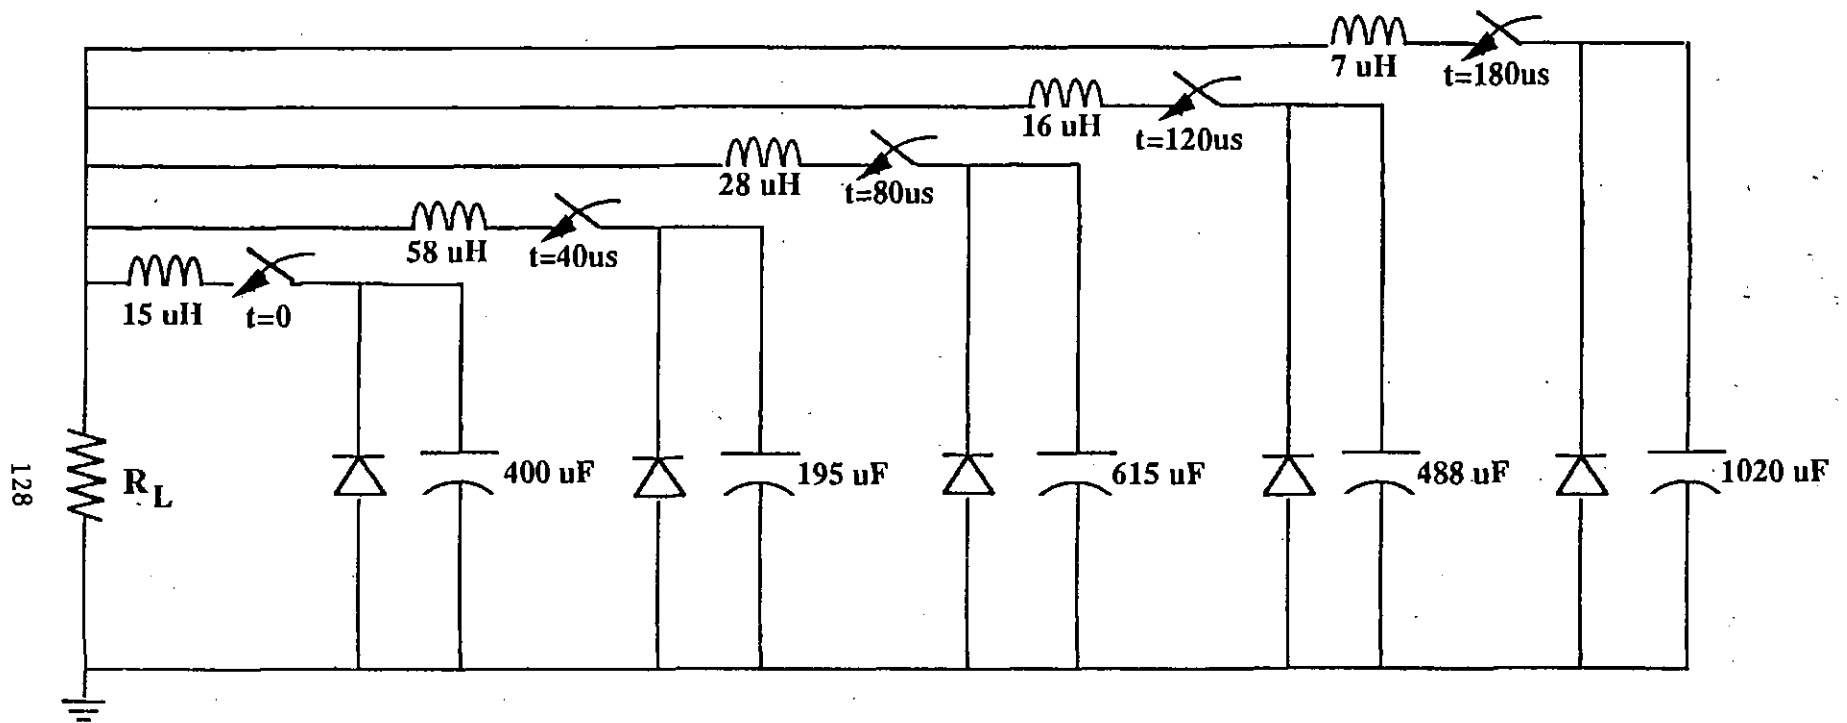 7 uH
t=180us
16 uH
t=120us
28 uH
t=80us
58 uH
t=40us
15 uH
t=0
128
R_L
400 uF
195 uF
615 uF
488 uF
1020 uF